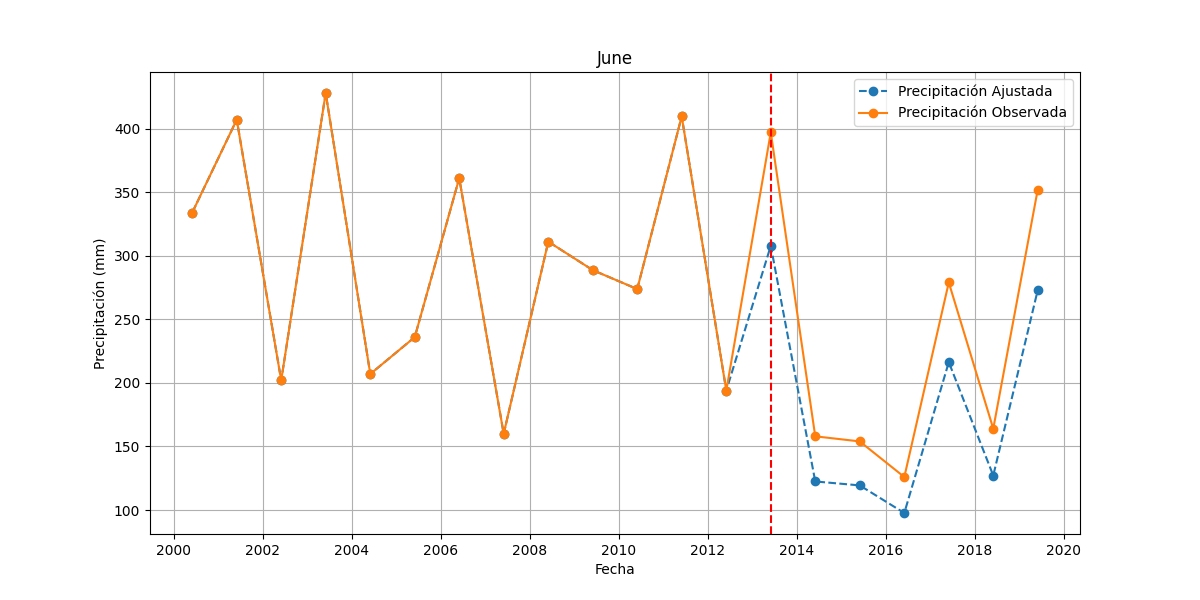 June
Precipitación Ajustada
Precipitación Observada
400
350
300
250
200
150
100
Precipitación (mm)
2000 2002 2004 2006 2008 2010 2012 2014 2016 2018 2020
Fecha